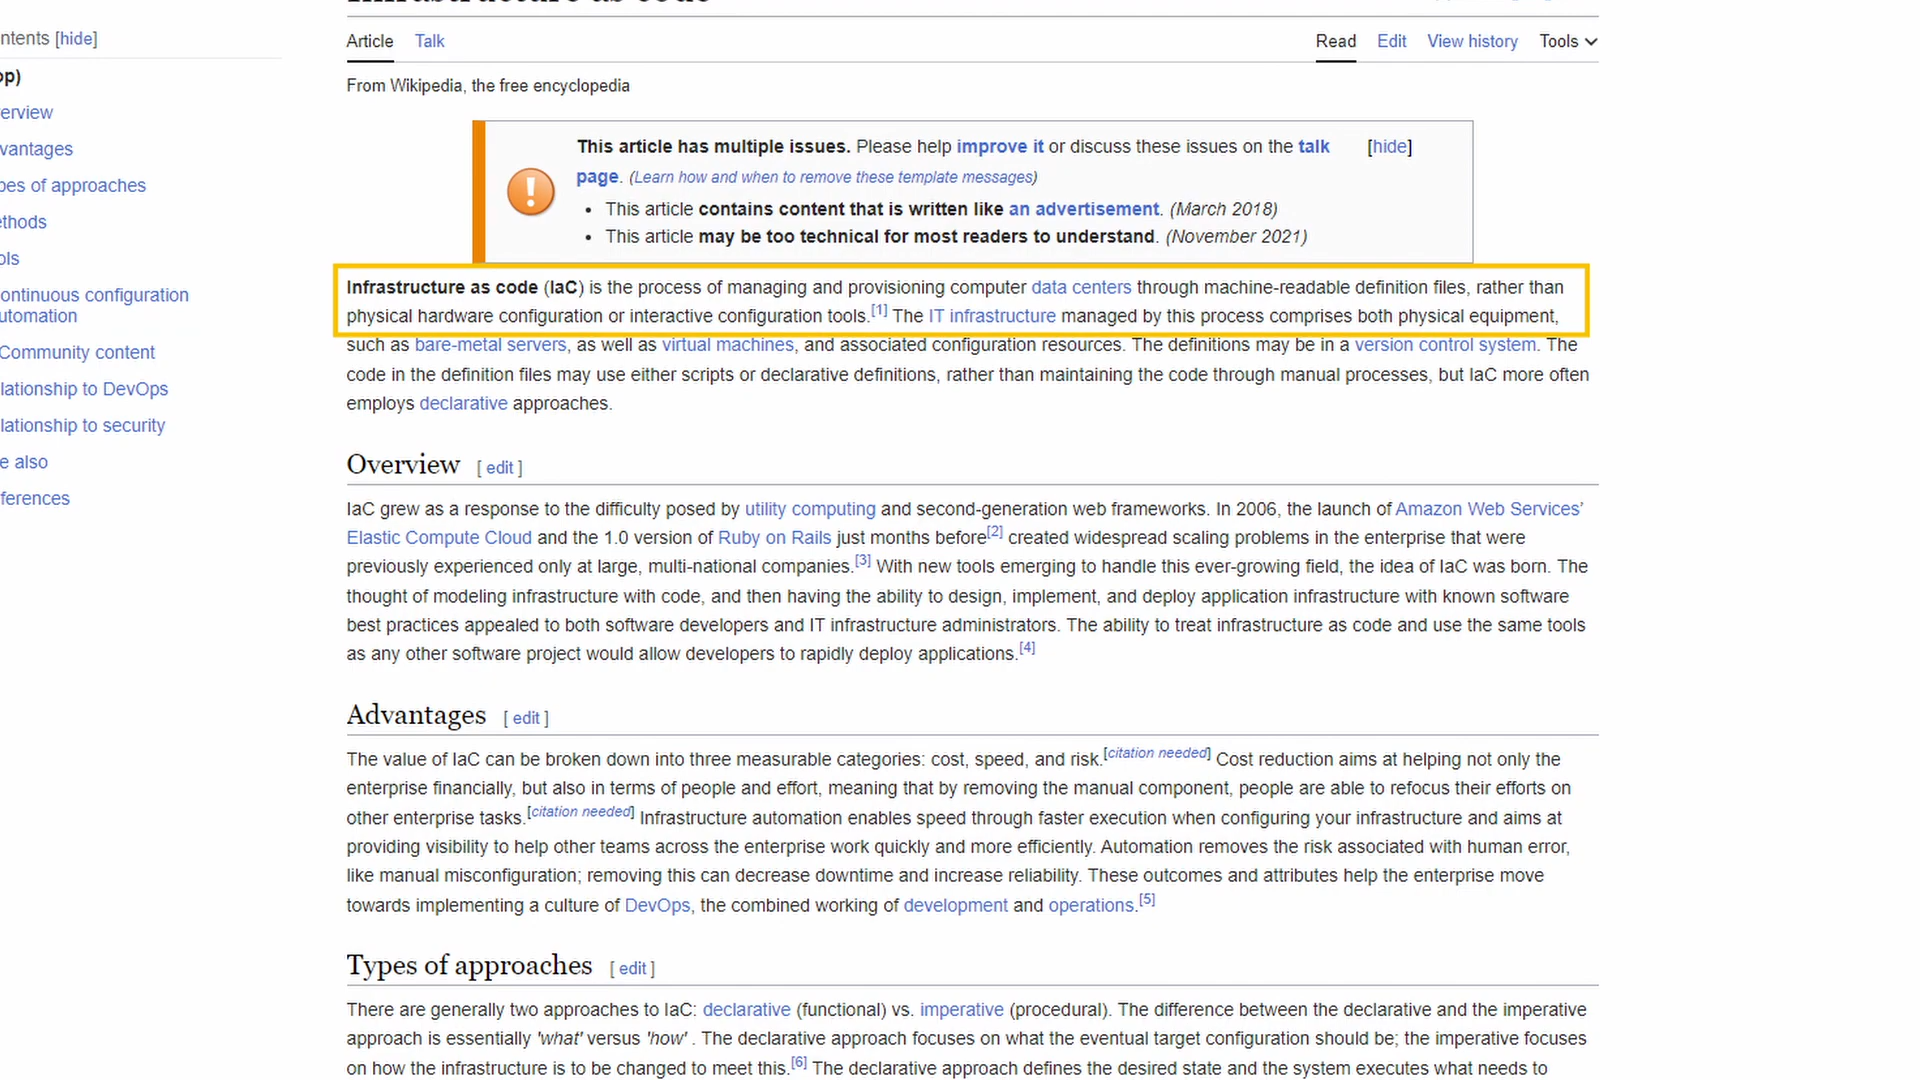 Infrastructure as code
ntents [hide]
Article Talk Read Edit View history Tools
op)
From Wikipedia, the free encyclopedia
erview
vantages
pes of approaches
ethods
ols
ontinuous configuration
utomation
Community content
lationship to DevOps
lationship to security
e also
ferences
This article has multiple issues. Please help improve it or discuss these issues on the talk [hide]
page. (Learn how and when to remove these template messages)
• This article contains content that is written like an advertisement. (March 2018)
• This article may be too technical for most readers to understand. (November 2021)
Infrastructure as code (IaC) is the process of managing and provisioning computer data centers through machine-readable definition files, rather than
physical hardware configuration or interactive configuration tools.[1] The IT infrastructure managed by this process comprises both physical equipment,
such as bare-metal servers, as well as virtual machines, and associated configuration resources. The definitions may be in a version control system. The
code in the definition files may use either scripts or declarative definitions, rather than maintaining the code through manual processes, but IaC more often
employs declarative approaches.
Overview [ edit ]
IaC grew as a response to the difficulty posed by utility computing and second-generation web frameworks. In 2006, the launch of Amazon Web Services’
Elastic Compute Cloud and the 1.0 version of Ruby on Rails just months before[2] created widespread scaling problems in the enterprise that were
previously experienced only at large, multi-national companies.[3] With new tools emerging to handle this ever-growing field, the idea of IaC was born. The
thought of modeling infrastructure with code, and then having the ability to design, implement, and deploy application infrastructure with known software
best practices appealed to both software developers and IT infrastructure administrators. The ability to treat infrastructure as code and use the same tools
as any other software project would allow developers to rapidly deploy applications.[4]
Advantages [ edit ]
The value of IaC can be broken down into three measurable categories: cost, speed, and risk.[citation needed] Cost reduction aims at helping not only the
enterprise financially, but also in terms of people and effort, meaning that by removing the manual component, people are able to refocus their efforts on
other enterprise tasks.[citation needed] Infrastructure automation enables speed through faster execution when configuring your infrastructure and aims at
providing visibility to help other teams across the enterprise work quickly and more efficiently. Automation removes the risk associated with human error,
like manual misconfiguration; removing this can decrease downtime and increase reliability. These outcomes and attributes help the enterprise move
towards implementing a culture of DevOps, the combined working of development and operations.[5]
Types of approaches [ edit ]
There are generally two approaches to IaC: declarative (functional) vs. imperative (procedural). The difference between the declarative and the imperative
approach is essentially 'what' versus 'how' . The declarative approach focuses on what the eventual target configuration should be; the imperative focuses
on how the infrastructure is to be changed to meet this.[6] The declarative approach defines the desired state and the system executes what needs to